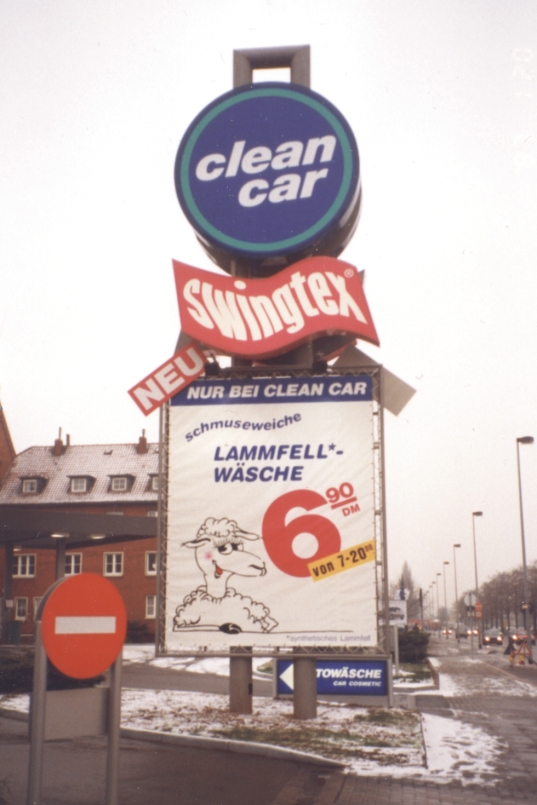 clean
car
swingtex®
NEU
NUR BEI CLEAN CAR
schmuseweiche
LAMMFELL*-
WÄSCHE
6 90
DM
von 7-20 00
*synthetisches Lammfell
TOWÄSCHE
CAR COSMETIC